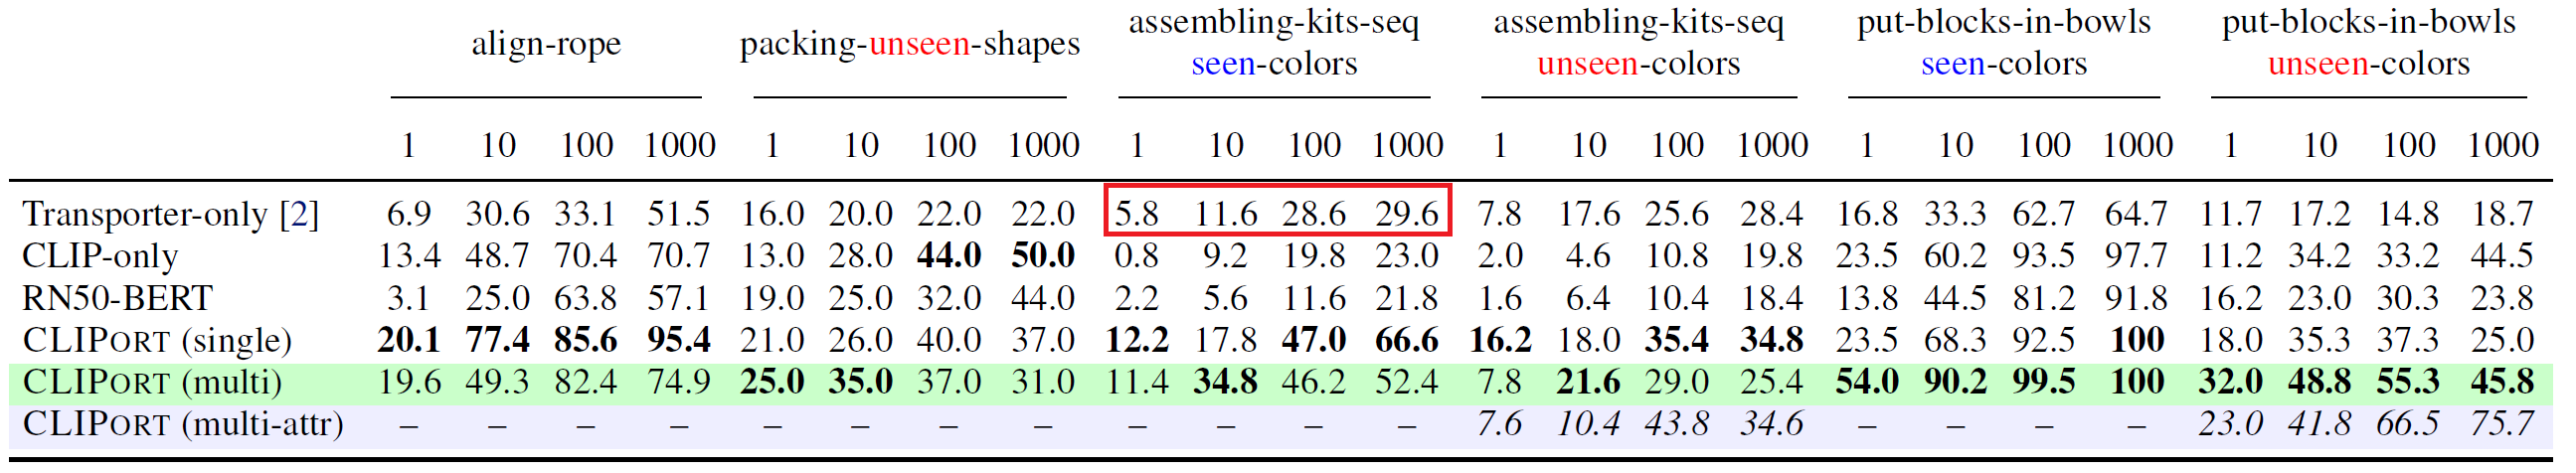 align-rope packing-unseen-shapes assembling-kits-seq seen-colors assembling-kits-seq unseen-colors put-blocks-in-bowls seen-colors put-blocks-in-bowls unseen-colors
1 10 100 1000 1 10 100 1000 1 10 100 1000 1 10 100 1000 1 10 100 1000 1 10 100 1000
Transporter-only [2] 6.9 30.6 33.1 51.5 16.0 20.0 22.0 22.0 5.8 11.6 28.6 29.6 7.8 17.6 25.6 28.4 16.8 33.3 62.7 64.7 11.7 17.2 14.8 18.7
CLIP-only 13.4 48.7 70.4 70.7 13.0 28.0 44.0 50.0 0.8 9.2 19.8 23.0 2.0 4.6 10.8 19.8 23.5 60.2 93.5 97.7 11.2 34.2 33.2 44.5
RN50-BERT 3.1 25.0 63.8 57.1 19.0 25.0 32.0 44.0 2.2 5.6 11.6 21.8 1.6 6.4 10.4 18.4 13.8 44.5 81.2 91.8 16.2 23.0 30.3 23.8
CLIPORT (single) 20.1 77.4 85.6 95.4 21.0 26.0 40.0 37.0 12.2 17.8 47.0 66.6 16.2 18.0 35.4 34.8 23.5 68.3 92.5 100 18.0 35.3 37.3 25.0
CLIPORT (multi) 19.6 49.3 82.4 74.9 25.0 35.0 37.0 31.0 11.4 34.8 46.2 52.4 7.8 21.6 29.0 25.4 54.0 90.2 99.5 100 32.0 48.8 55.3 45.8
CLIPORT (multi-attr) – – – – – – – – – – – – 7.6 10.4 43.8 34.6 – – – – 23.0 41.8 66.5 75.7